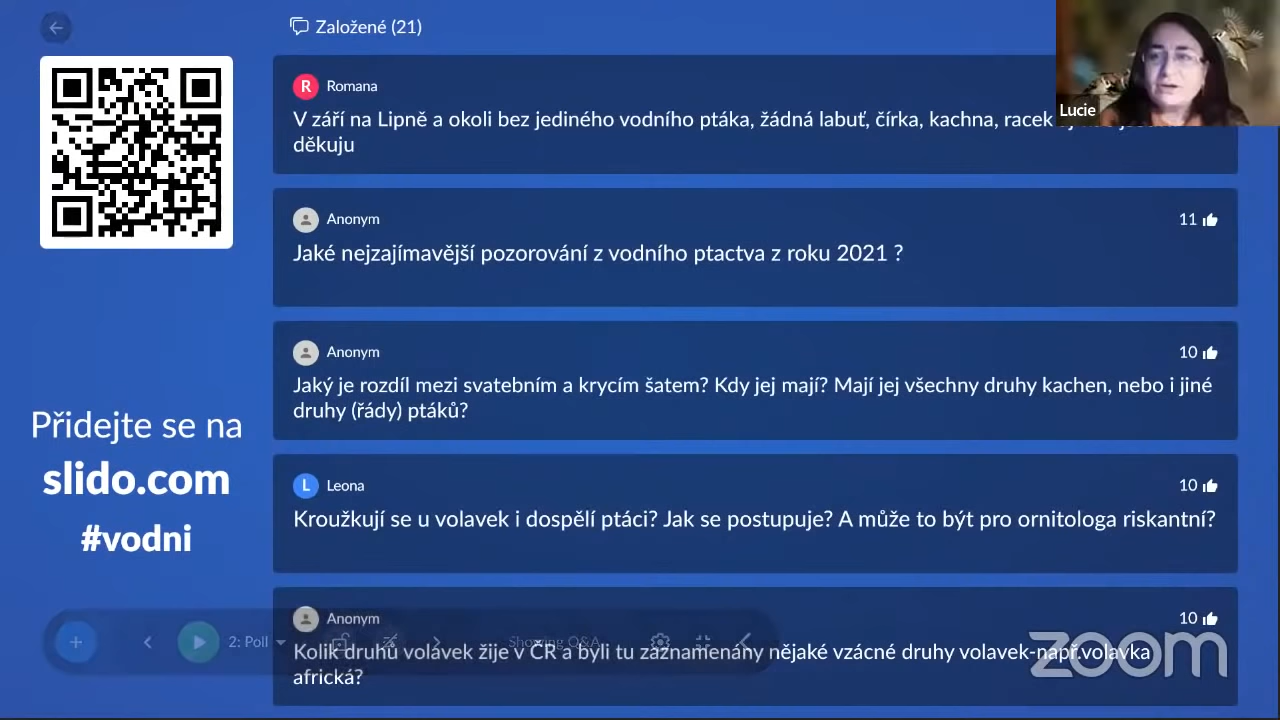 Založené (21)
R Romana
V září na Lipně a okoli bez jediného vodního ptáka, žádná labuť, čírka, kachna, racek
děkuju
Lucie
Anonym 11
Jaké nejzajímavější pozorování z vodního ptactva z roku 2021 ?
Anonym 10
Jaký je rozdíl mezi svatebním a krycím šatem? Kdy jej mají? Mají jej všechny druhy kachen, nebo i jiné
druhy (řády) ptáků?
Přidejte se na
slido.com
#vodni
L Leona 10
Kroužkují se u volavek i dospělí ptáci? Jak se postupuje? A může to být pro ornitologa riskantní?
Anonym 10
Kolik druhů volávek žije v ČR a byli tu záznamenány nějaké vzácné druhy volavek-např.volavka
africká?
2: Poll
Showing Q&A
zoom